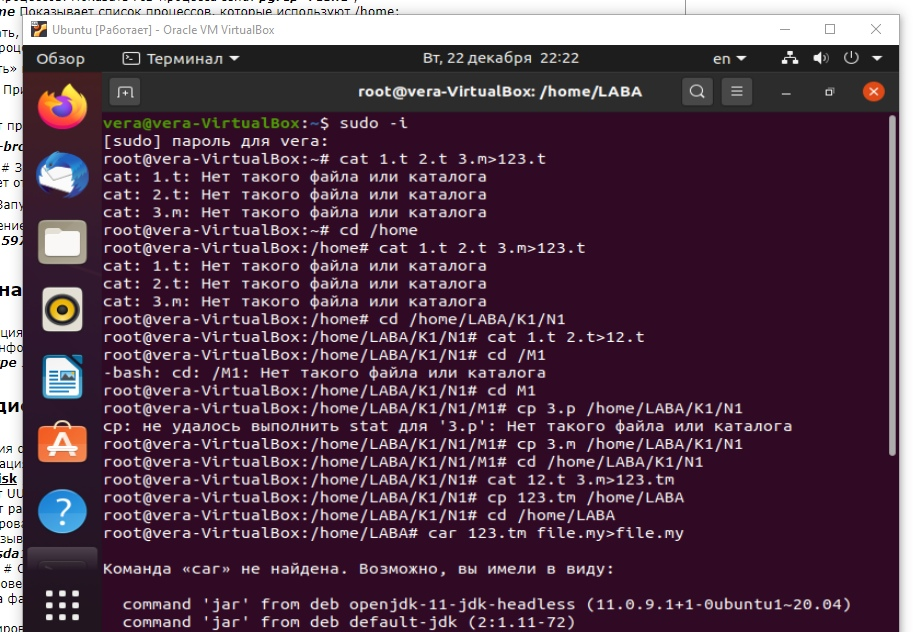 me Показывает список процессов, которые используют /home:
Ubuntu [Работает] - Oracle VM VirtualBox
Обзор
Терминал
Вт, 22 декабря 22:22
en
root@vera-VirtualBox: /home/LABA
vera@vera-VirtualBox:~$ sudo -i
[sudo] пароль для vera:
root@vera-VirtualBox:~# cat 1.t 2.t 3.m>123.t
cat: 1.t: Нет такого файла или каталога
cat: 2.t: Нет такого файла или каталога
cat: 3.m: Нет такого файла или каталога
root@vera-VirtualBox:~# cd /home
root@vera-VirtualBox:/home# cat 1.t 2.t 3.m>123.t
cat: 1.t: Нет такого файла или каталога
cat: 2.t: Нет такого файла или каталога
cat: 3.m: Нет такого файла или каталога
root@vera-VirtualBox:/home# cd /home/LABA/K1/N1
root@vera-VirtualBox:/home/LABA/K1/N1# cat 1.t 2.t>12.t
root@vera-VirtualBox:/home/LABA/K1/N1# cd /M1
-bash: cd: /M1: Нет такого файла или каталога
root@vera-VirtualBox:/home/LABA/K1/N1# cd M1
root@vera-VirtualBox:/home/LABA/K1/N1/M1# cp 3.p /home/LABA/K1/N1
cp: не удалось выполнить stat для '3.p': Нет такого файла или каталога
root@vera-VirtualBox:/home/LABA/K1/N1/M1# cp 3.m /home/LABA/K1/N1
root@vera-VirtualBox:/home/LABA/K1/N1/M1# cd /home/LABA/K1/N1
root@vera-VirtualBox:/home/LABA/K1/N1# cat 12.t 3.m>123.tm
root@vera-VirtualBox:/home/LABA/K1/N1# cp 123.tm /home/LABA
root@vera-VirtualBox:/home/LABA/K1/N1# cd /home/LABA
root@vera-VirtualBox:/home/LABA# car 123.tm file.my>file.my
Команда «car» не найдена. Возможно, вы имели в виду:
command 'jar' from deb openjdk-11-jdk-headless (11.0.9.1+1-0ubuntu1~20.04)
command 'jar' from deb default-jdk (2:1.11-72)